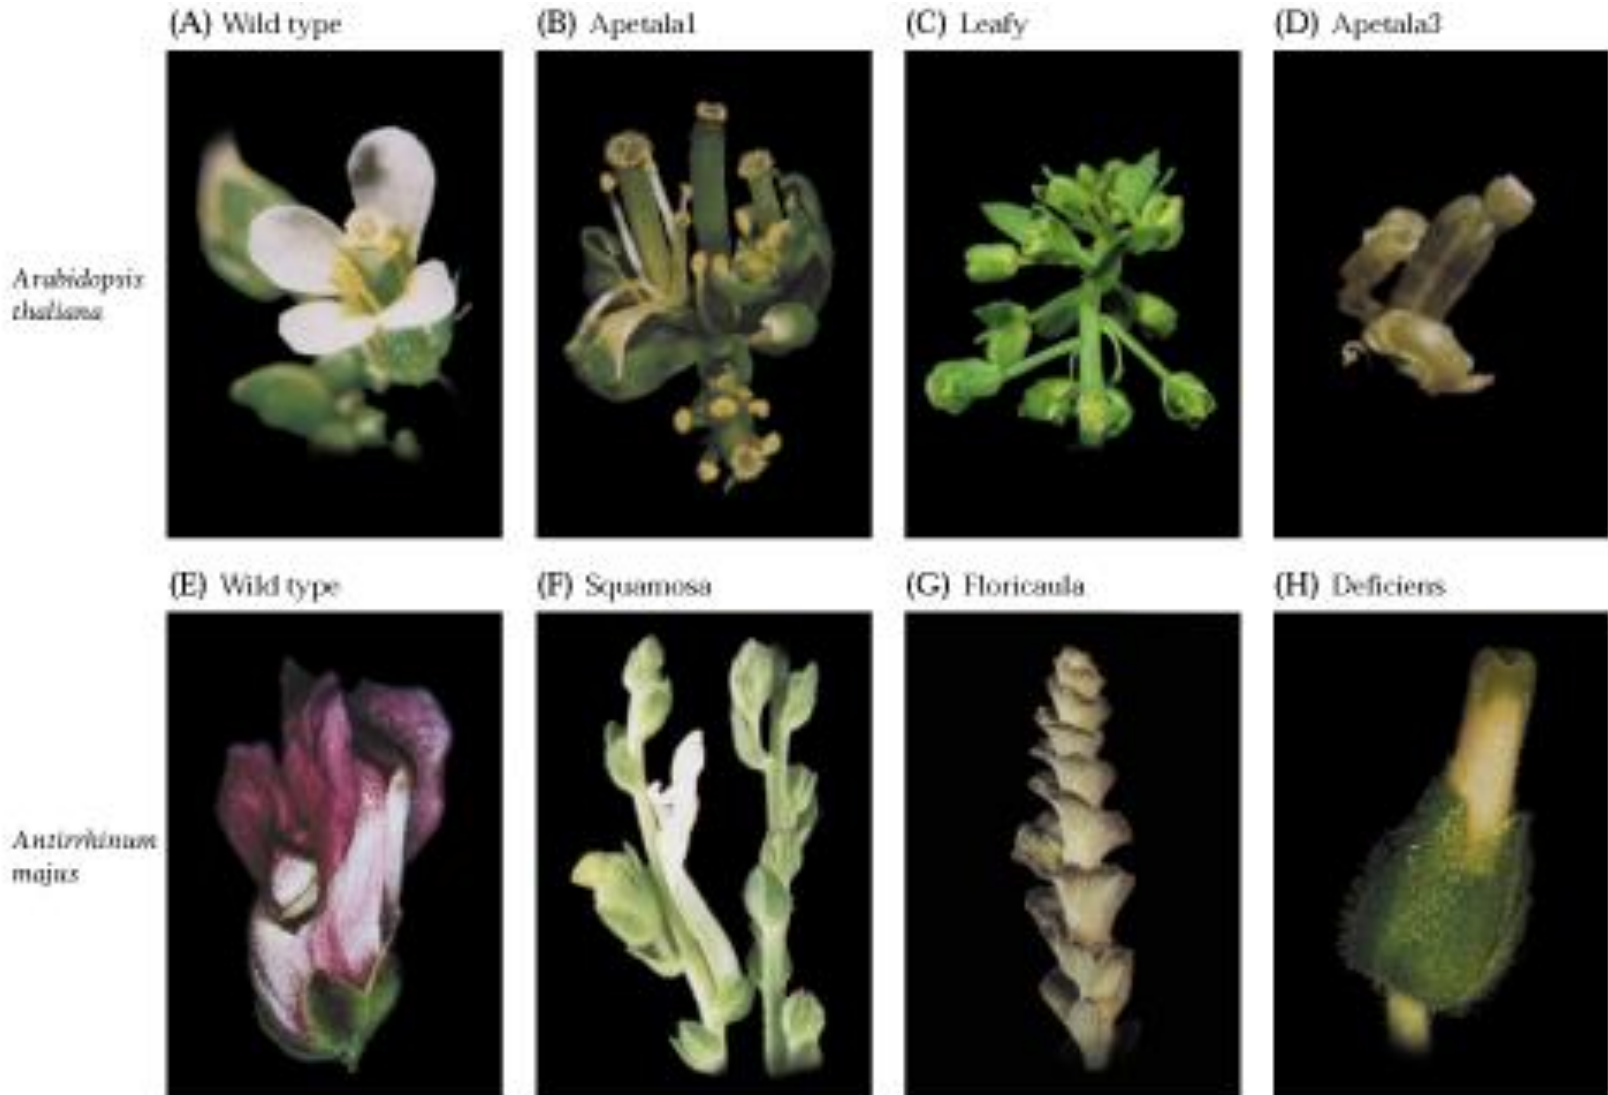 (A) Wild type
(B) Apetala1
(C) Leafy
(D) Apetala3
Arabidopsis
thaliana
(E) Wild type
(F) Squamosa
(G) Floricaula
(H) Deficiens
Antirrhinum
majus